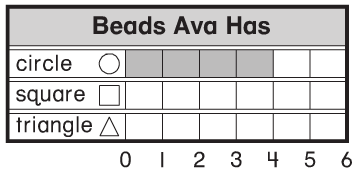 Beads Ava Has
circle
square
triangle
0 1 2 3 4 5 6